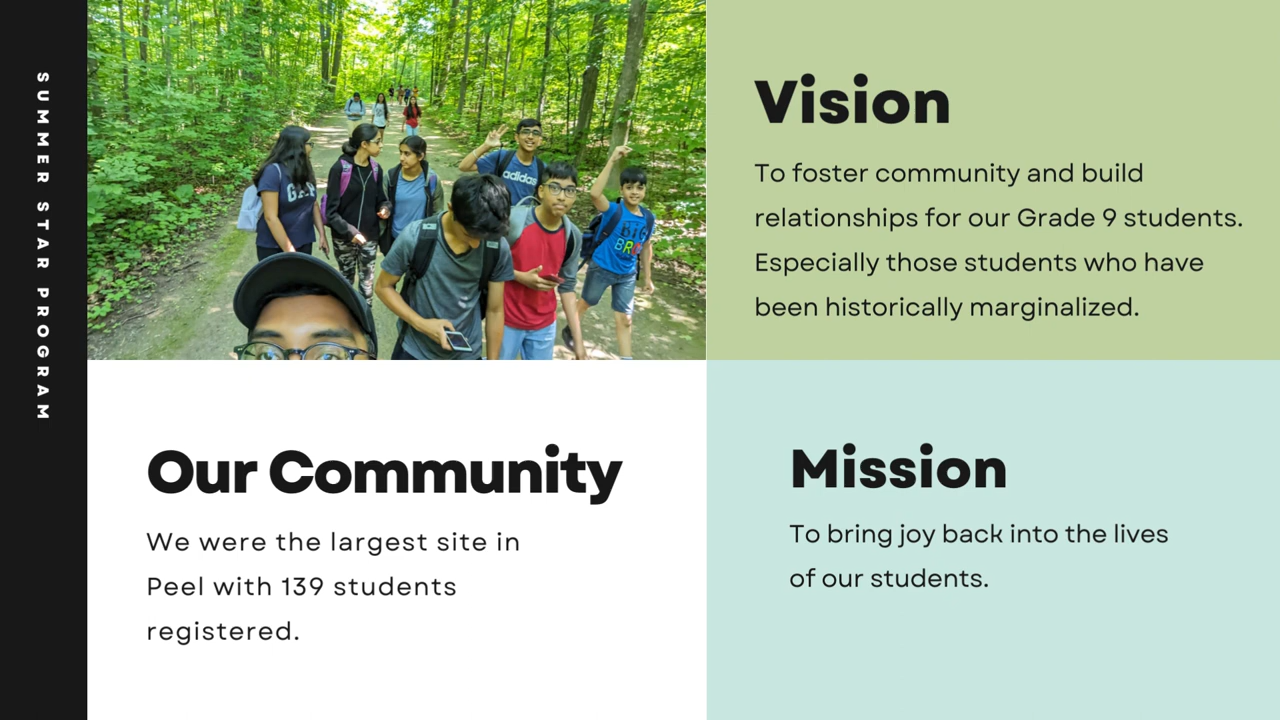 SUMMER STAR PROGRAM
GAP
adidas
BIG
Vision
To foster community and build
relationships for our Grade 9 students.
Especially those students who have
been historically marginalized.
Our Community
We were the largest site in
Peel with 139 students
registered.
Mission
To bring joy back into the lives
of our students.